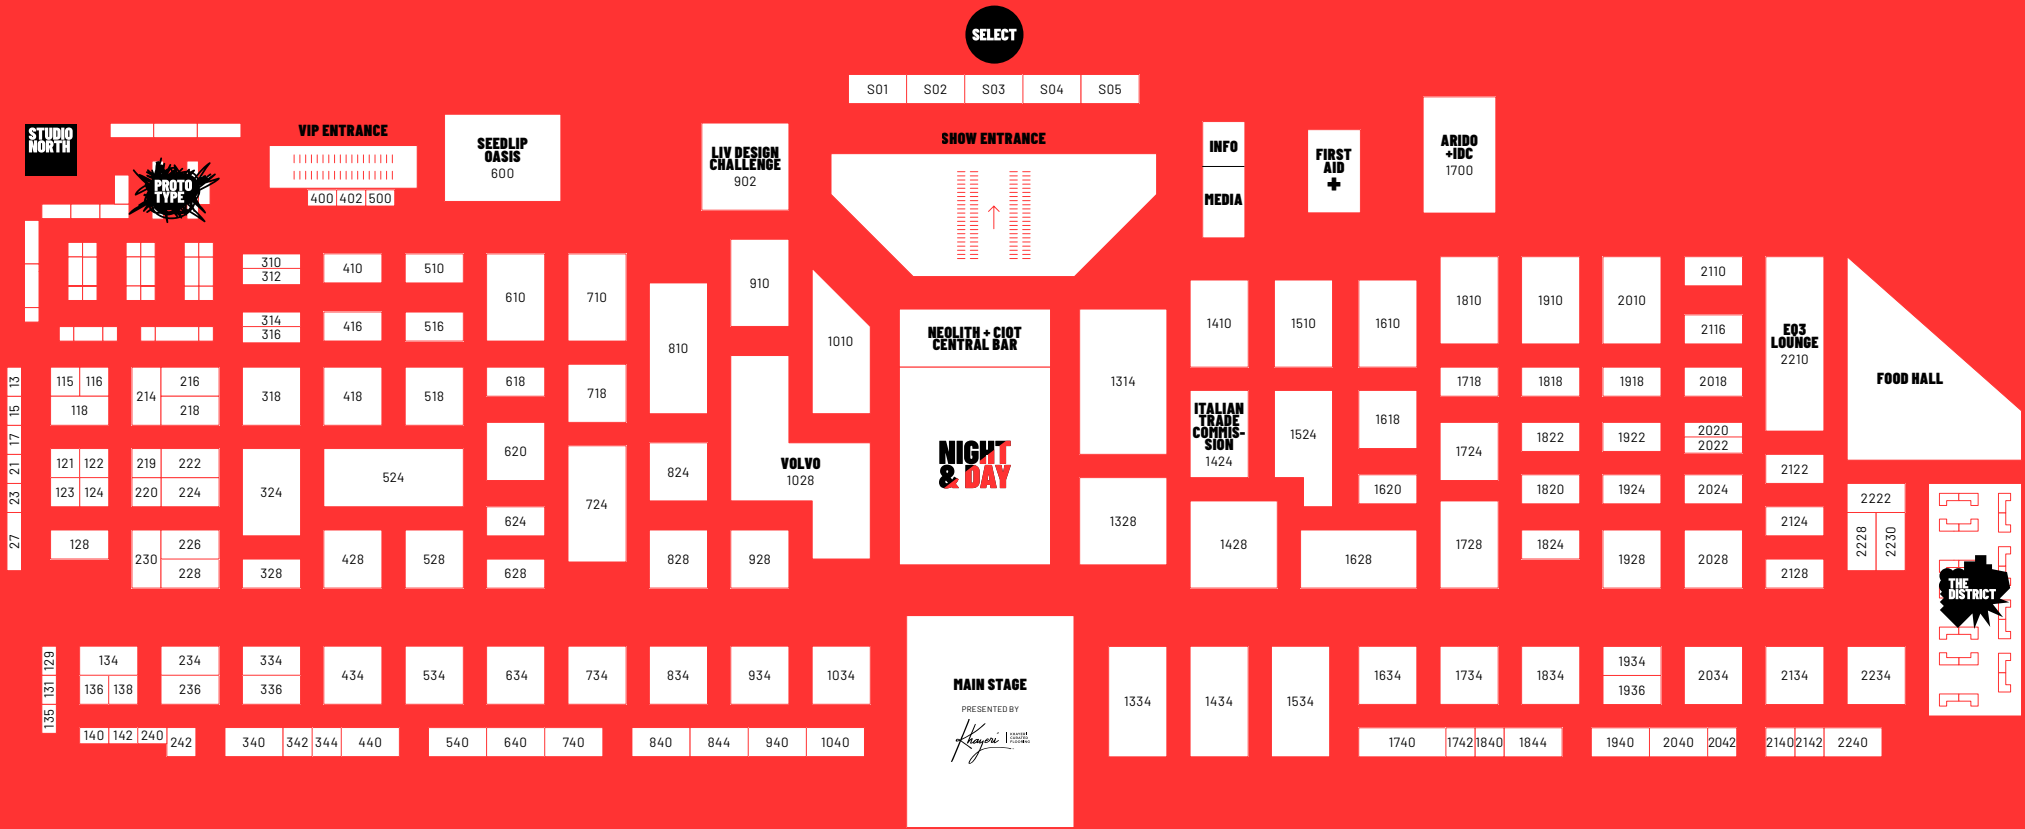 SELECT
S01 S02 S03 S04 S05
STUDIO
NORTH
PROTO
TYPE
VIP ENTRANCE
400 402 500
SEEDLIP
OASIS
600
LIV DESIGN
CHALLENGE
902
SHOW ENTRANCE
INFO
MEDIA
FIRST
AID
ARIDO
+IDC
1700
310
312
410
510
610
710
810
910
1010
314
316
416
516
NEOLITH + CIOT
CENTRAL BAR
NIGHT
& DAY
1314
1328
1410
1510
1610
1810
1910
2010
2110
2116
EQ3
LOUNGE
2210
FOOD HALL
13
15
17
21
23
27
115 116
118
214
216
218
318
418
518
618
718
121 122
123 124
219 222
220 224
324
524
620
624
724
824
VOLVO
1028
128
230
226
228
328
428
528
628
828
928
ITALIAN
TRADE
COMMIS-
SION
1424
1524
1618
1620
1428
1628
1718
1818
1918
2018
1724
1822
1922
2020
2022
1820
1924
2024
1728
1824
1928
2028
2122
2124
2128
2222
2228
2230
THE
DISTRICT
129
131
135
134
136 138
234
236
334
336
434
534
634
734
834
934
1034
140 142 240
242
340 342 344 440
540 640 740
840 844 940 1040
MAIN STAGE
PRESENTED BY
Khayeri
KHAYERI
CURATED
FLOORING
1334
1434
1534
1634
1734
1834
1934
1936
2034
2134
2234
1740 1742 1840 1844
1940 2040 2042
2140 2142 2240